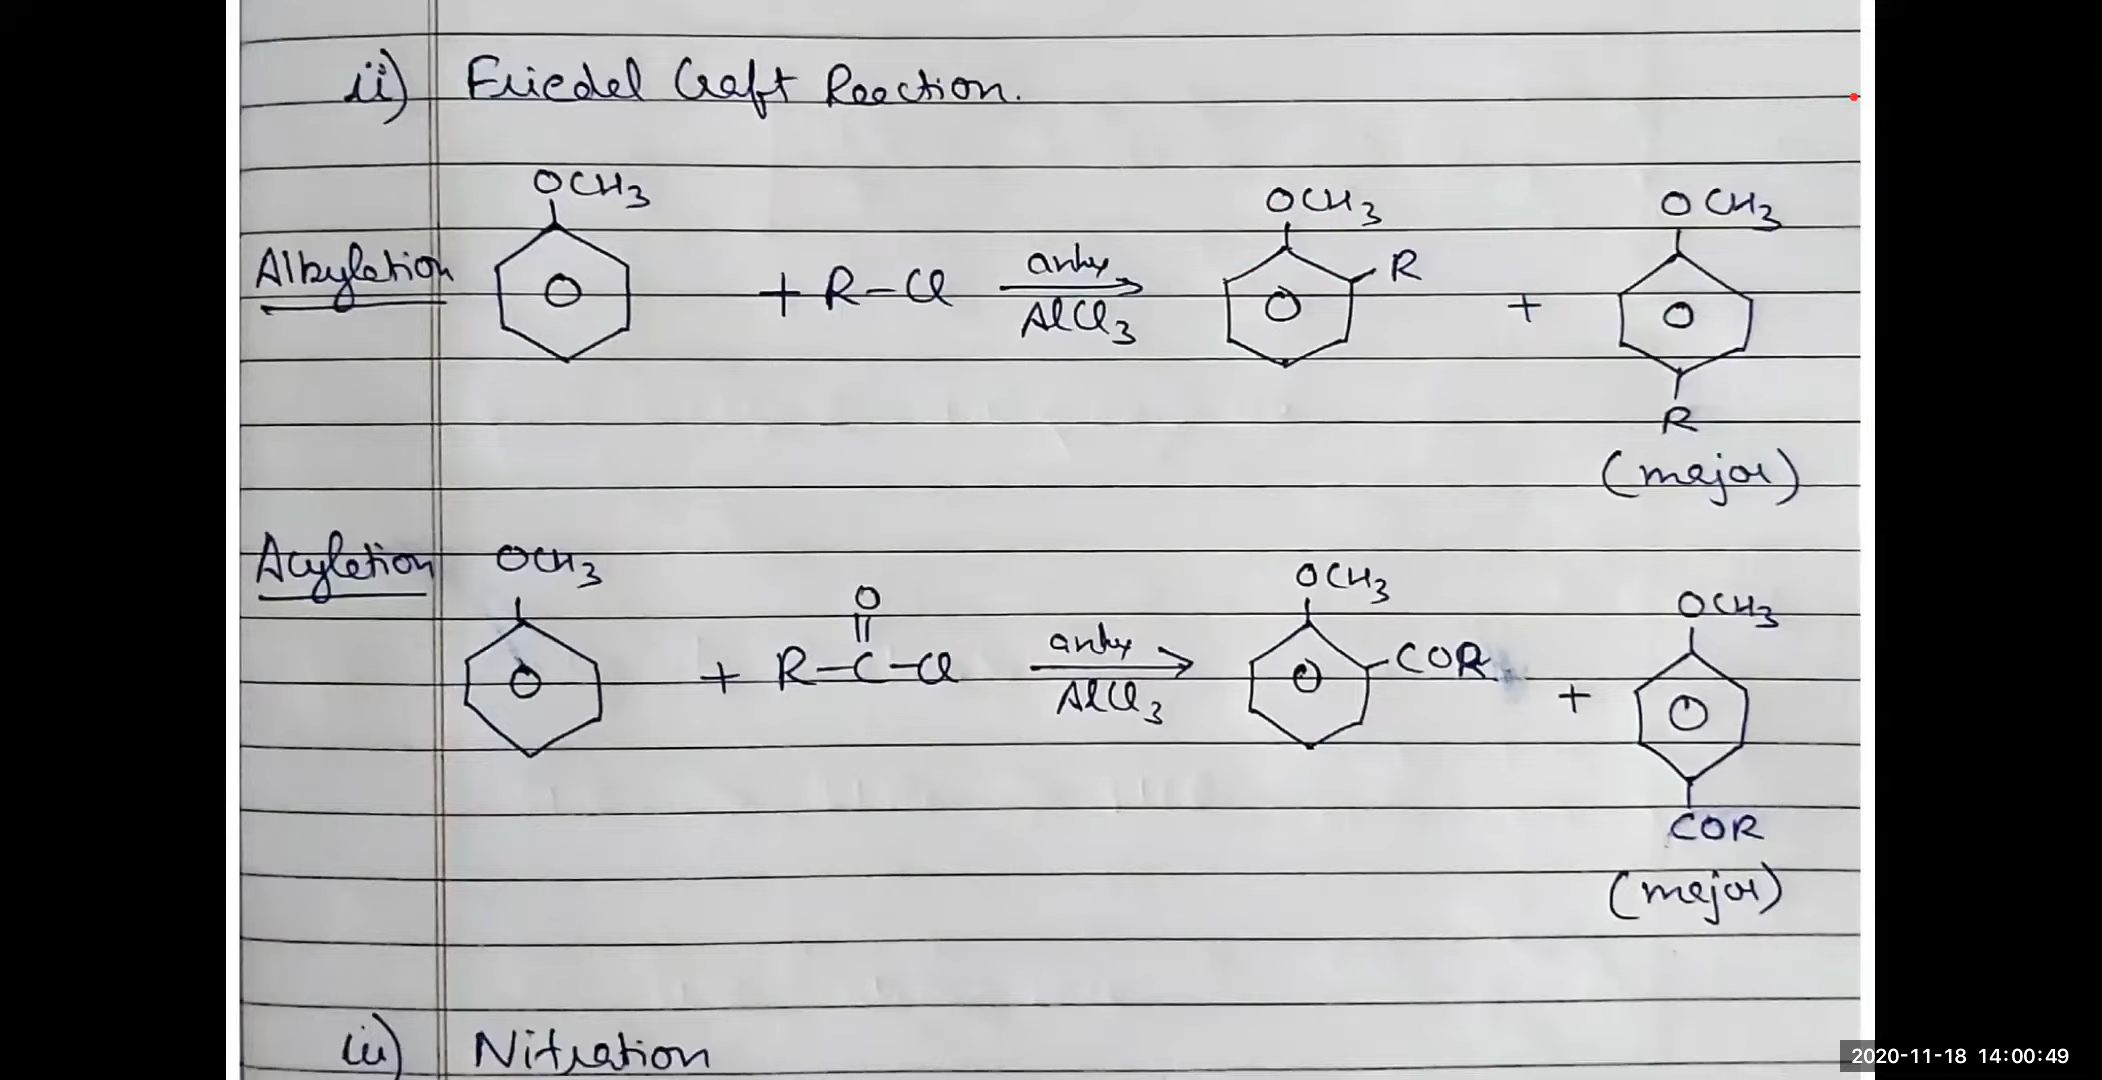 ii) Friedel Craft Reaction.
OCH3 OCH3 OCH3
Alkylation + R-Cl anhy AlCl3 R + R
(major)
Acylation OCH3 O OCH3 OCH3
+ R-C-Cl anhy AlCl3 COR + COR
(major)
iii) Nitration
2020-11-18 14:00:49